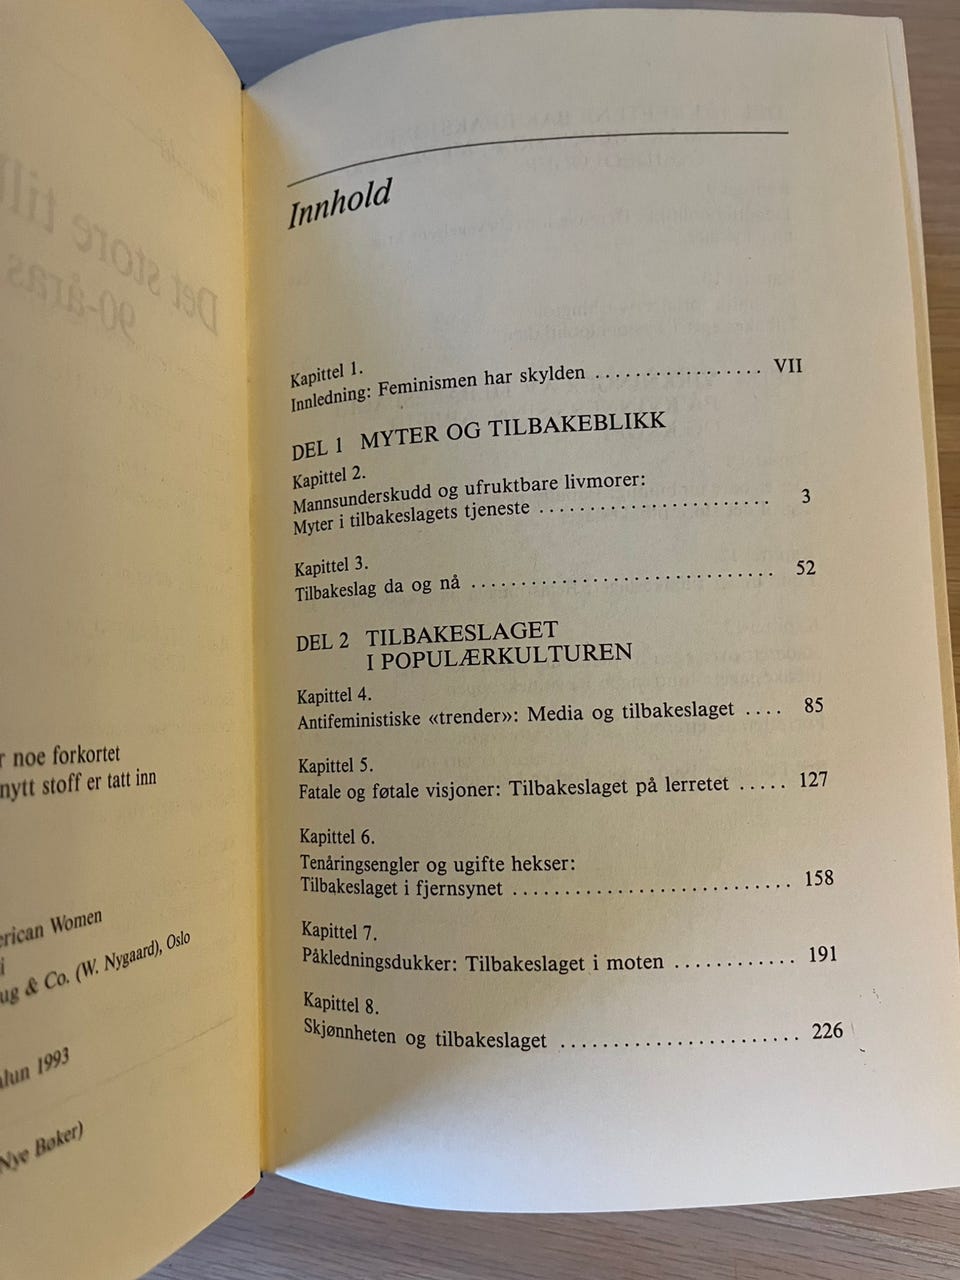 noe forkortet
nytt stoff er tatt inn
American Women
& Co. (W. Nygaard), Oslo
1993
Nye Bøker)
Innhold
Kapittel 1.
Innledning: Feminismen har skylden ................. VII
DEL 1 MYTER OG TILBAKEBLIKK
Kapittel 2.
Mannsunderskudd og ufruktbare livmorer:
Myter i tilbakeslagets tjeneste ........................ 3
Kapittel 3.
Tilbakeslag da og nå ............................... 52
DEL 2 TILBAKESLAGET
I POPULÆRKULTUREN
Kapittel 4.
Antifeministiske «trender»: Media og tilbakeslaget .... 85
Kapittel 5.
Fatale og føtale visjoner: Tilbakeslaget på lerretet ..... 127
Kapittel 6.
Tenåringsengler og ugifte hekser:
Tilbakeslaget i fjernsynet ............................ 158
Kapittel 7.
Påkledningsdukker: Tilbakeslaget i moten ............ 191
Kapittel 8.
Skjønnheten og tilbakeslaget ........................ 226